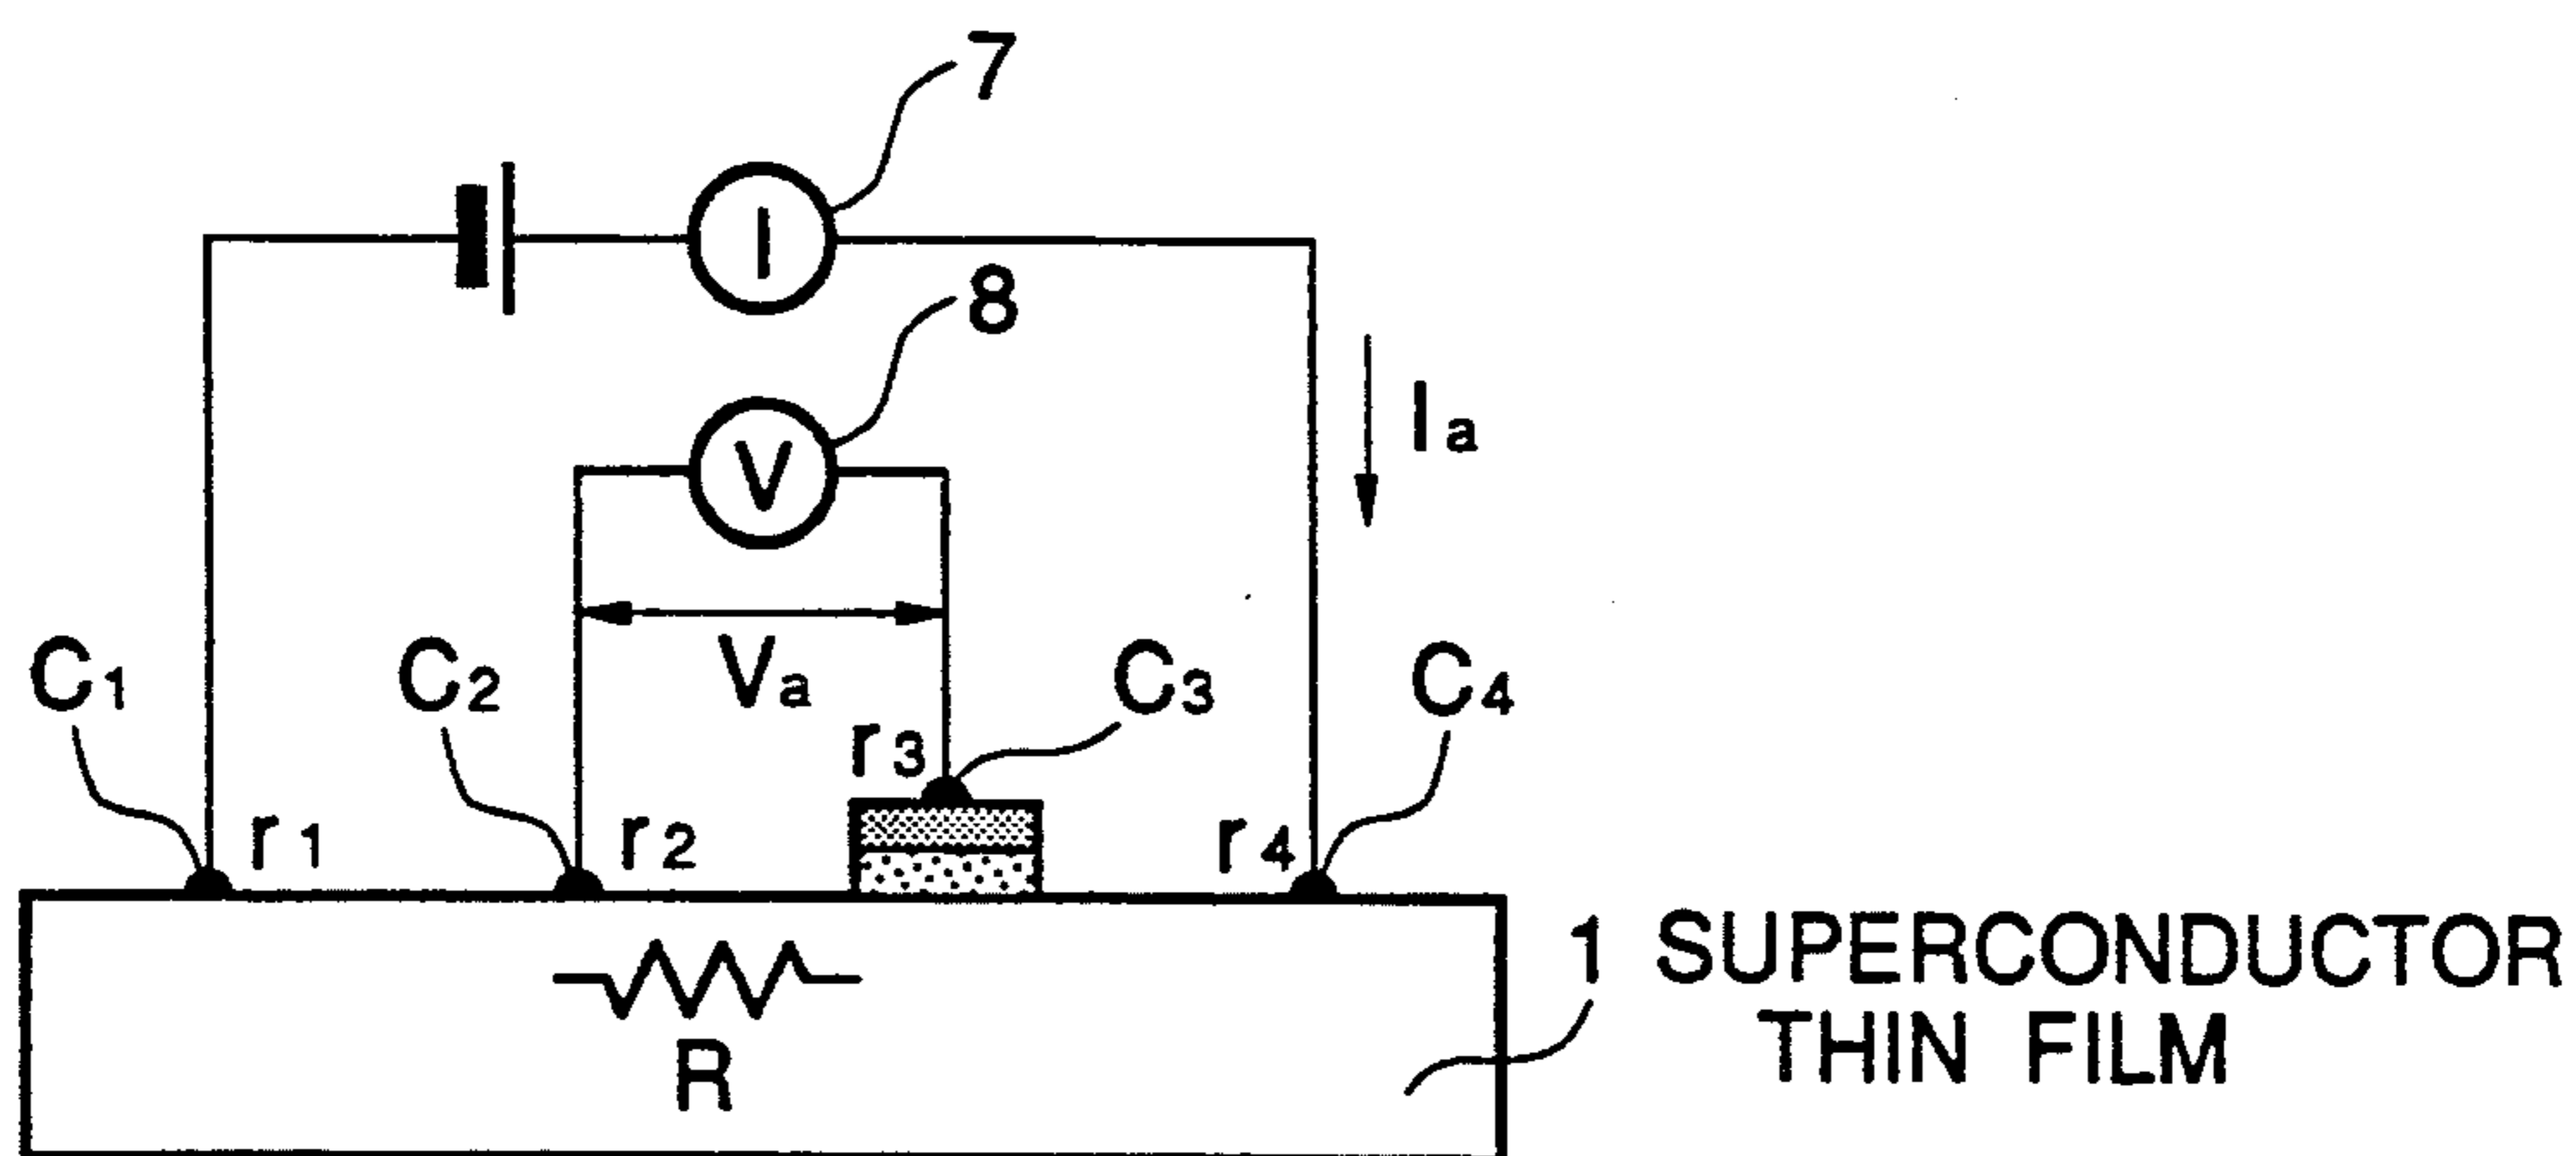 7
I
8
V
Ia
Va
C1
C2
C3
C4
r3
r1
r2
r4
R
1 SUPERCONDUCTOR
THIN FILM